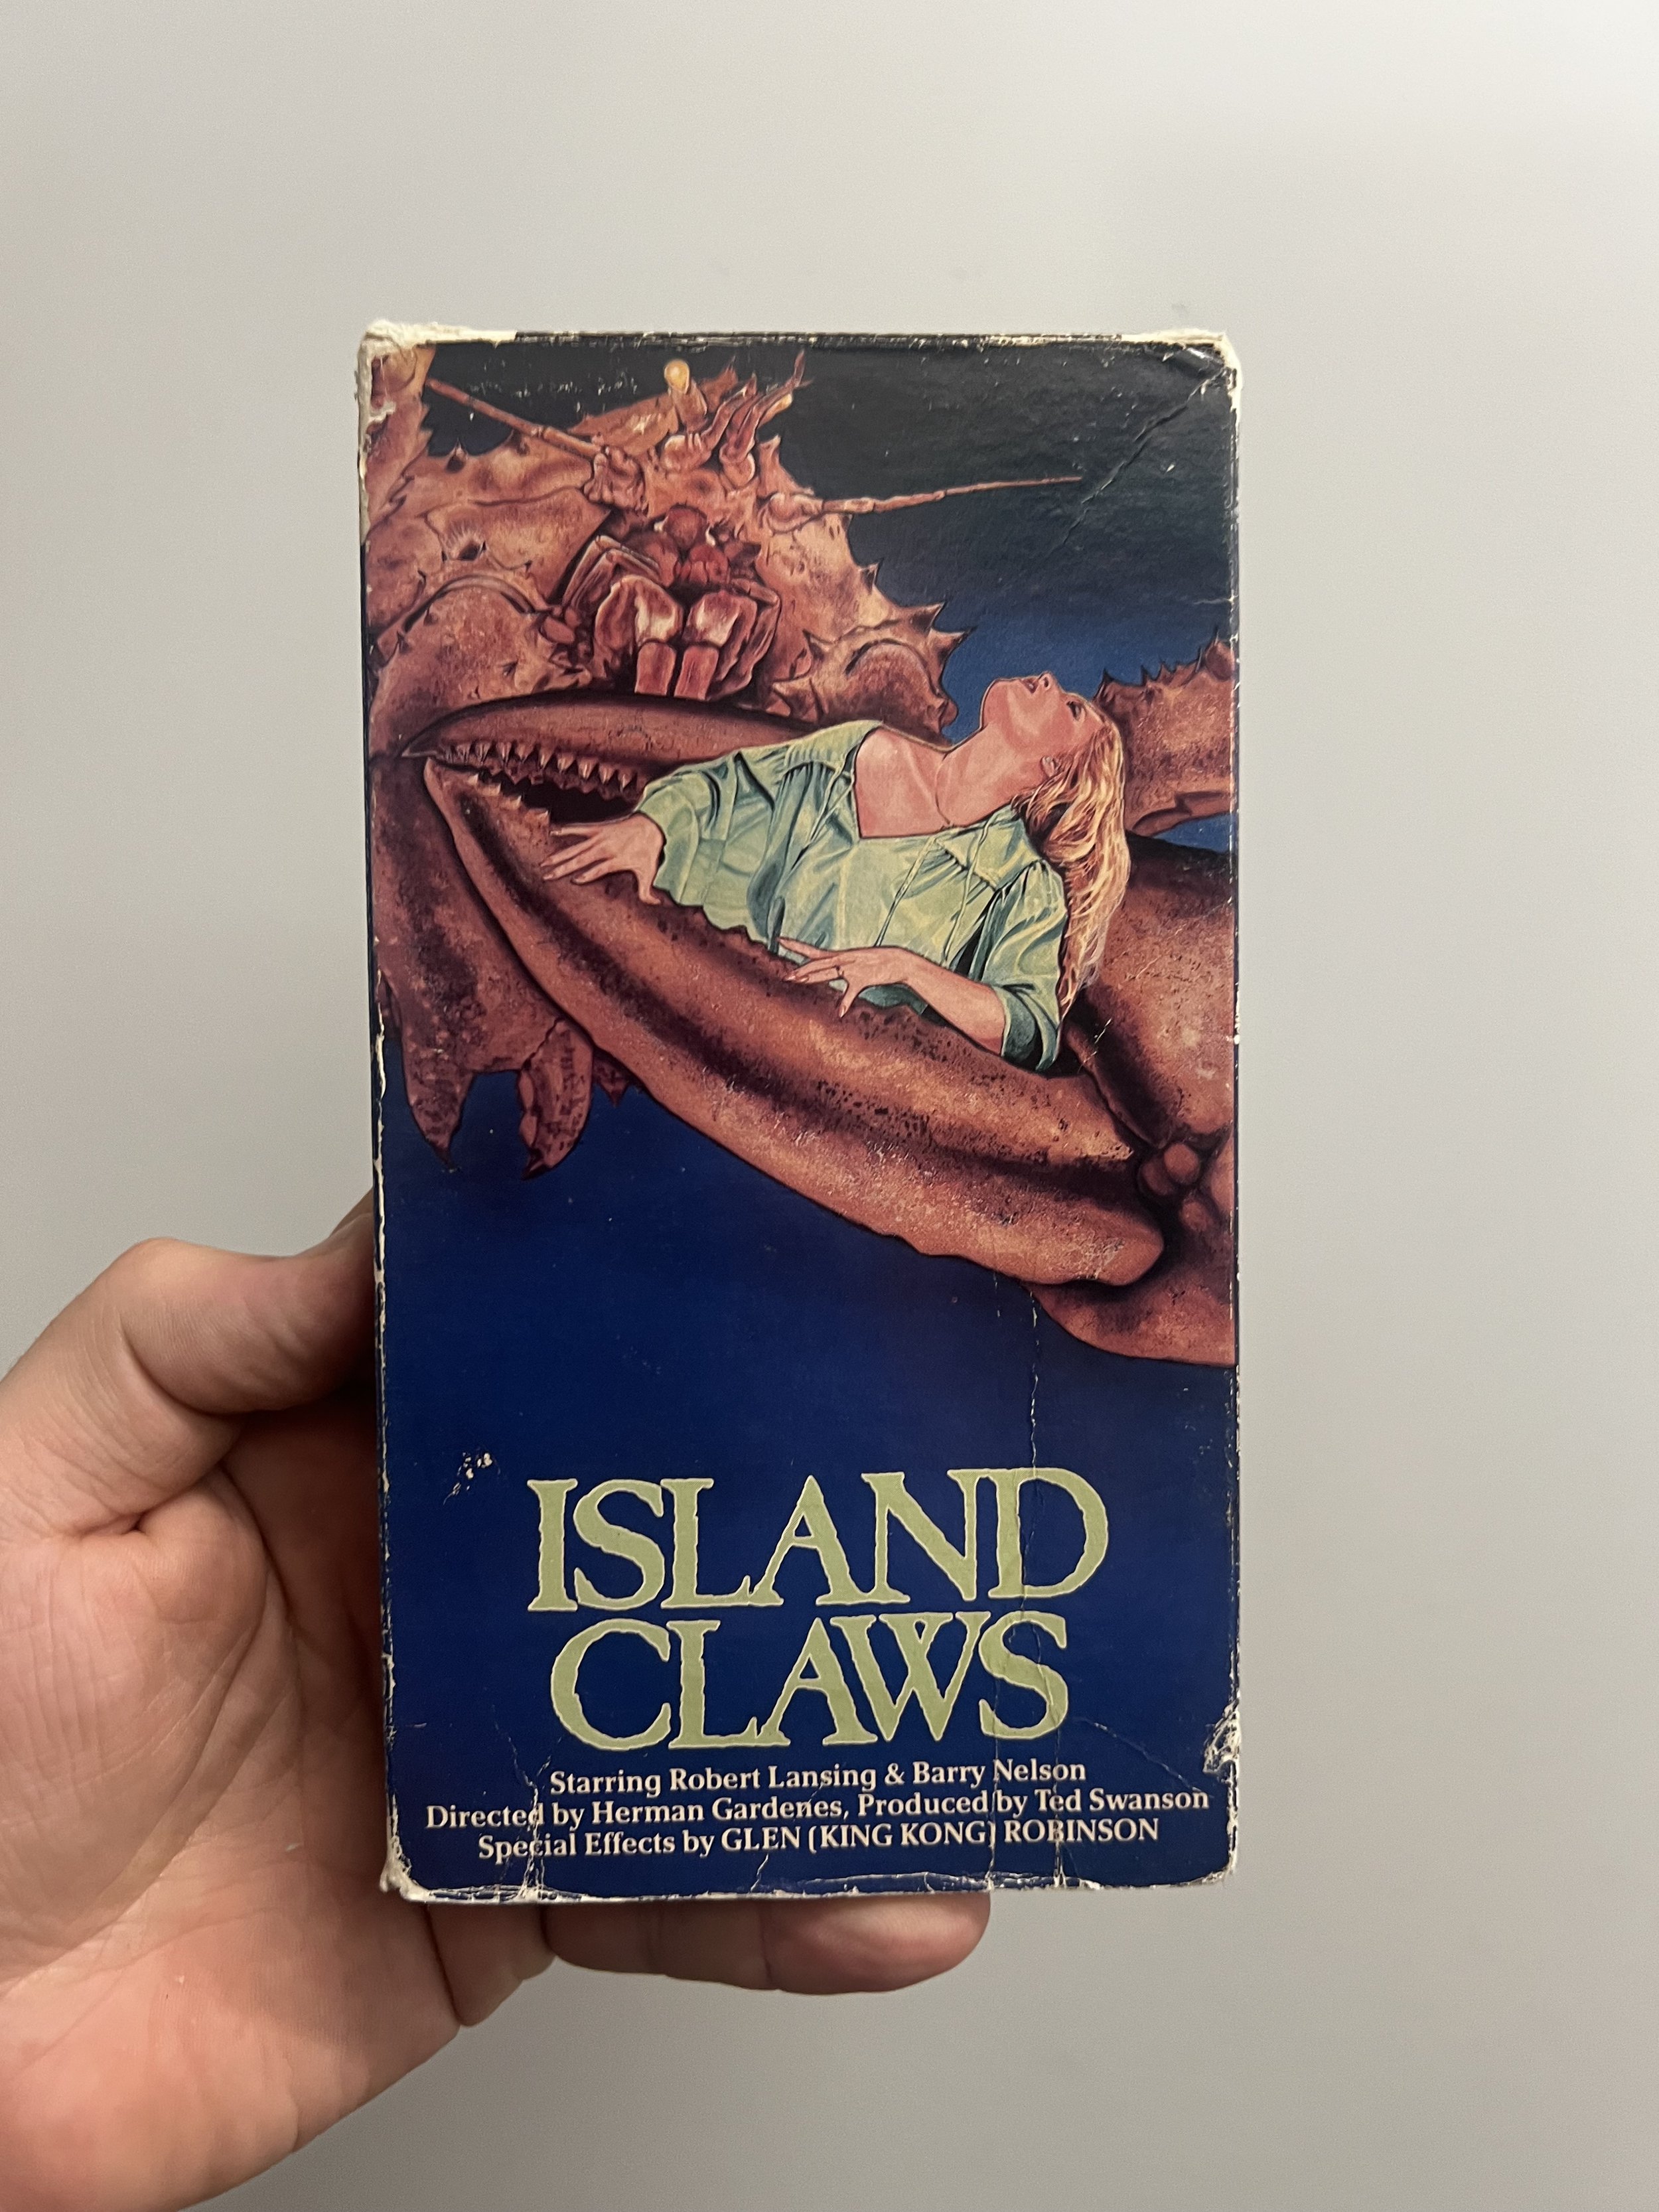 ISLAND
CLAWS
Starring Robert Lansing & Barry Nelson
Directed by Herman Gardenes, Produced by Ted Swanson
Special Effects by GLEN (KING KONG) ROBINSON